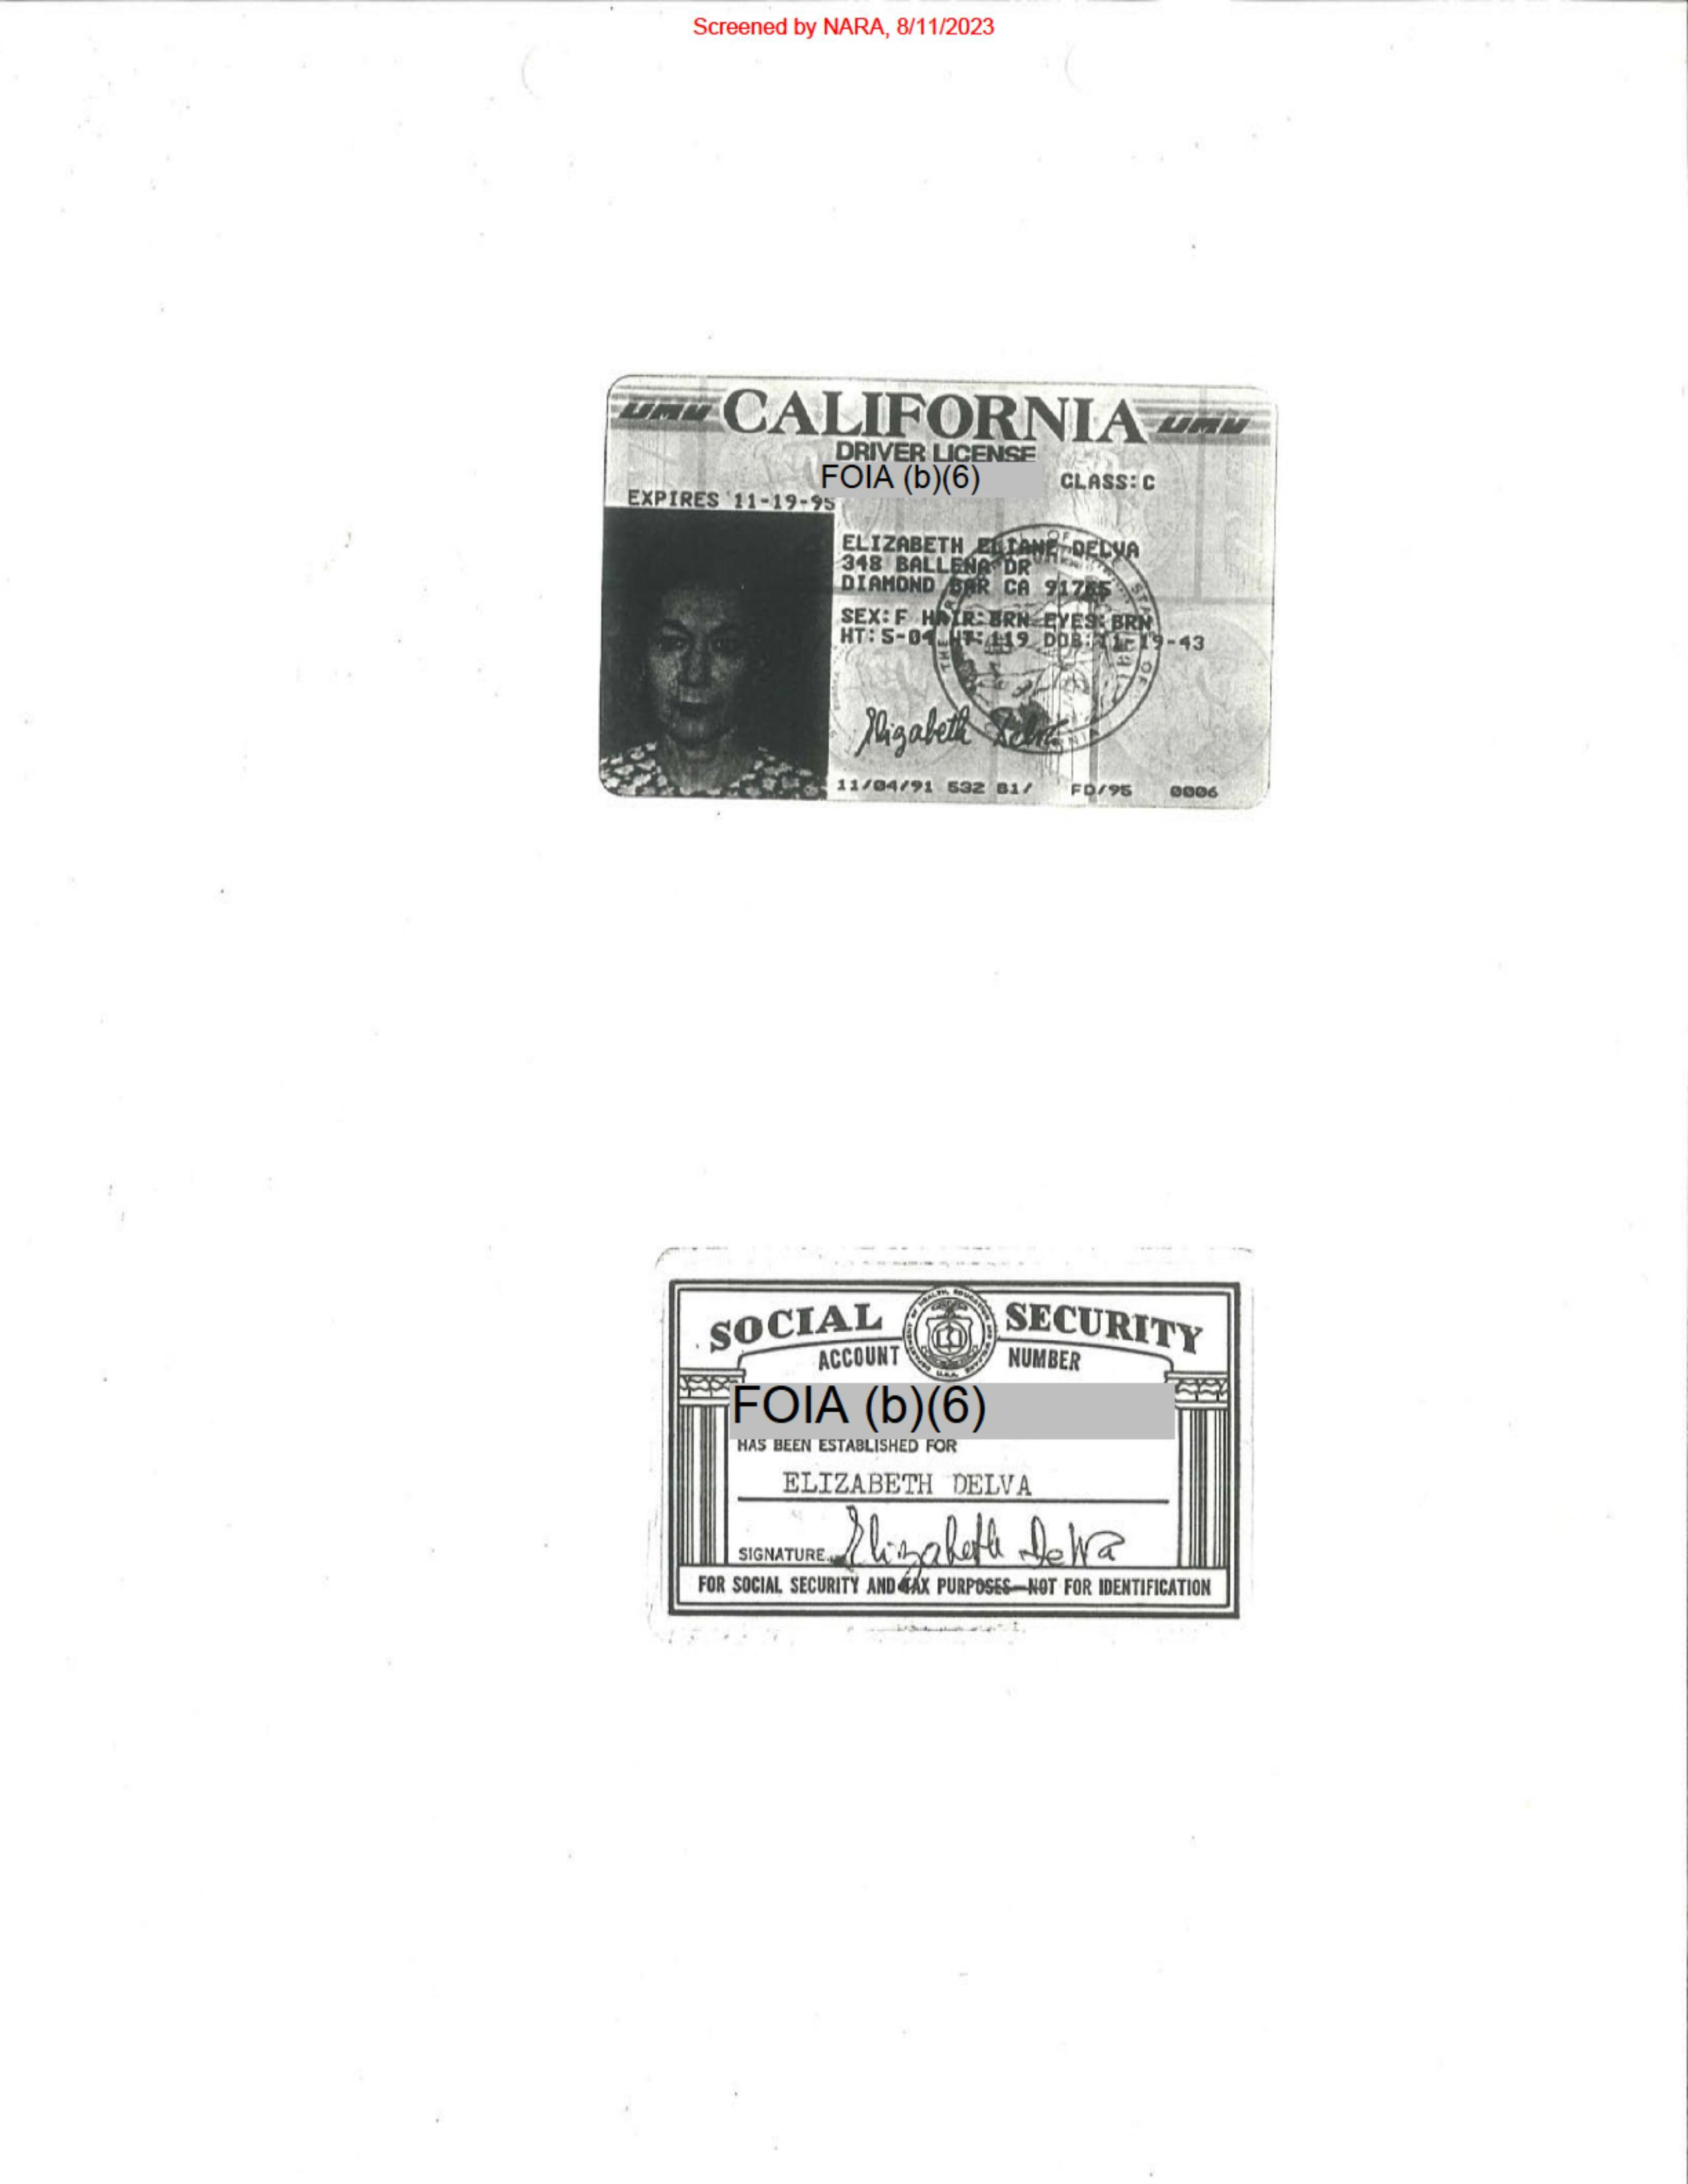 Screened by NARA, 8/11/2023
DMV CALIFORNIA DMV
DRIVER LICENSE
FOIA (b)(6)
CLASS: C
EXPIRES 11-19-95
ELIZABETH ELIANE DELVA
348 BALLENA DR
DIAMOND BAR CA 91765
SEX: F HAIR: BRN EYES: BRN
HT: 5-04 WT: 119 DOB: 11-19-43
Elizabeth Delva
11/04/91 532 81/ FD/95 0006
SOCIAL SECURITY
ACCOUNT NUMBER
FOIA (b)(6)
HAS BEEN ESTABLISHED FOR
ELIZABETH DELVA
SIGNATURE Elizabeth Delva
FOR SOCIAL SECURITY AND TAX PURPOSES—NOT FOR IDENTIFICATION